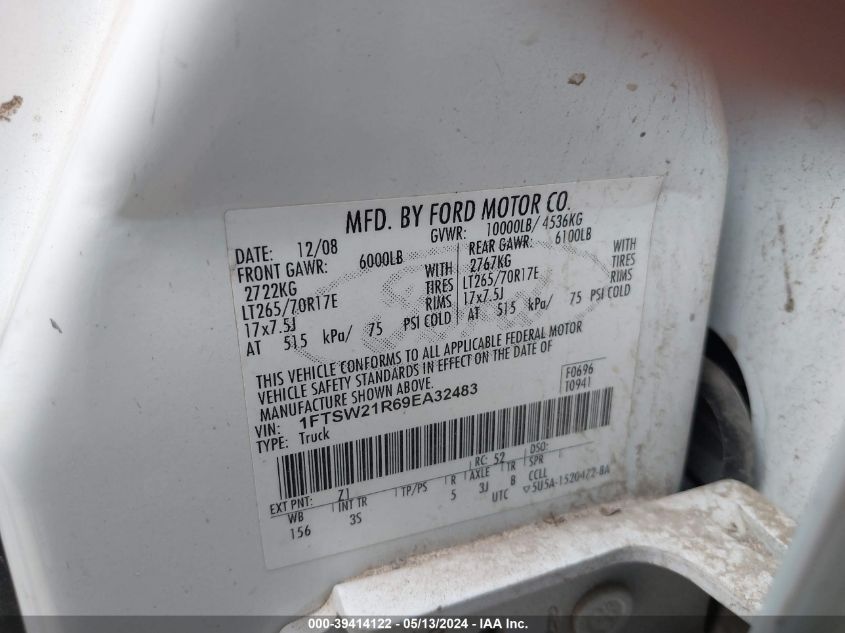 MFD. BY FORD MOTOR CO.
DATE: 12/08 GVWR: 10000LB/ 4536KG
FRONT GAWR: 6000LB REAR GAWR: 6100LB
2722KG WITH 2767KG WITH
LT265/70R17E TIRES LT265/70R17E TIRES
17x7.5J RIMS 17x7.5J RIMS
AT 515 kPa/ 75 PSI COLD AT 515 kPa/ 75 PSI COLD
THIS VEHICLE CONFORMS TO ALL APPLICABLE FEDERAL MOTOR
VEHICLE SAFETY STANDARDS IN EFFECT ON THE DATE OF
MANUFACTURE SHOWN ABOVE. F0696
VIN: 1FTSW21R69EA32483 T0941
TYPE: Truck
EXT PNT: Z1 RC: 52 DSO:
WB INT TR TP/PS R AXLE TR SPR
156 3S 5 3J B CCLL
UTC ▽5U5A-1520472-BA
000-39414122 - 05/13/2024 - IAA Inc.